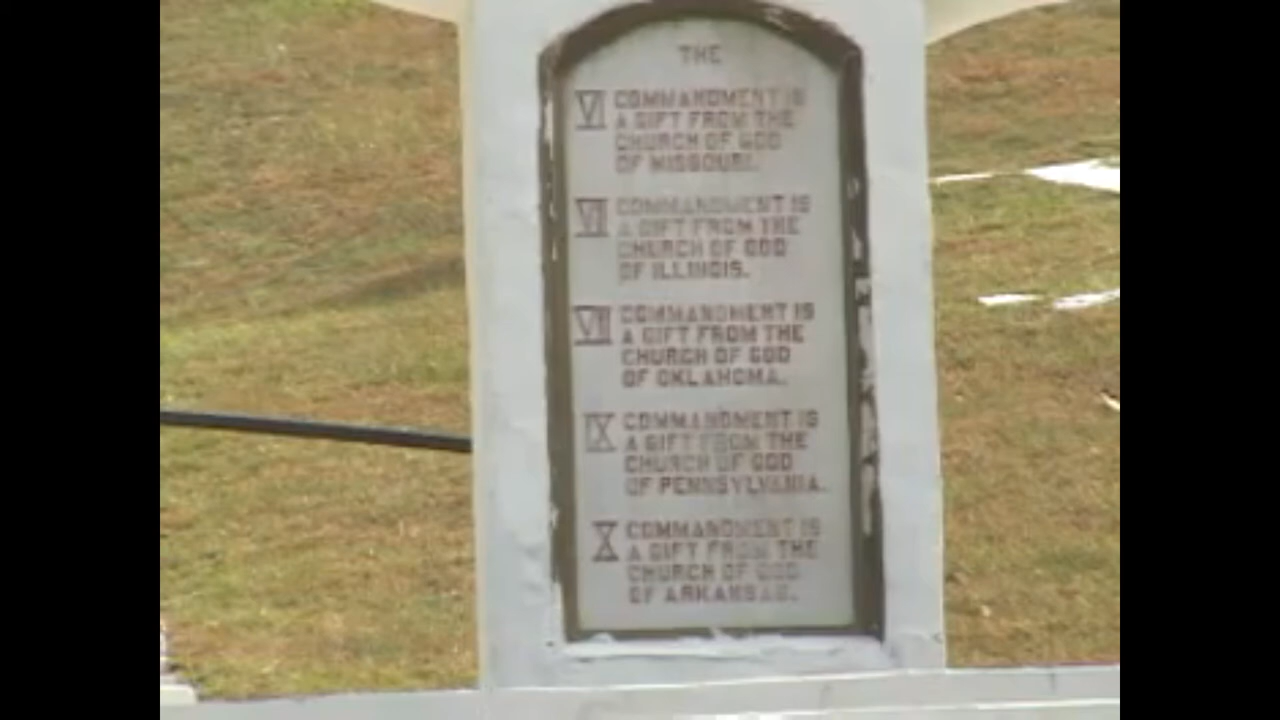 THE
VI COMMANDMENT IS
A GIFT FROM THE
CHURCH OF GOD
OF MISSOURI.
VII COMMANDMENT IS
A GIFT FROM THE
CHURCH OF GOD
OF ILLINOIS.
VIII COMMANDMENT IS
A GIFT FROM THE
CHURCH OF GOD
OF OKLAHOMA.
IX COMMANDMENT IS
A GIFT FROM THE
CHURCH OF GOD
OF PENNSYLVANIA.
X COMMANDMENT IS
A GIFT FROM THE
CHURCH OF GOD
OF ARKANSAS.